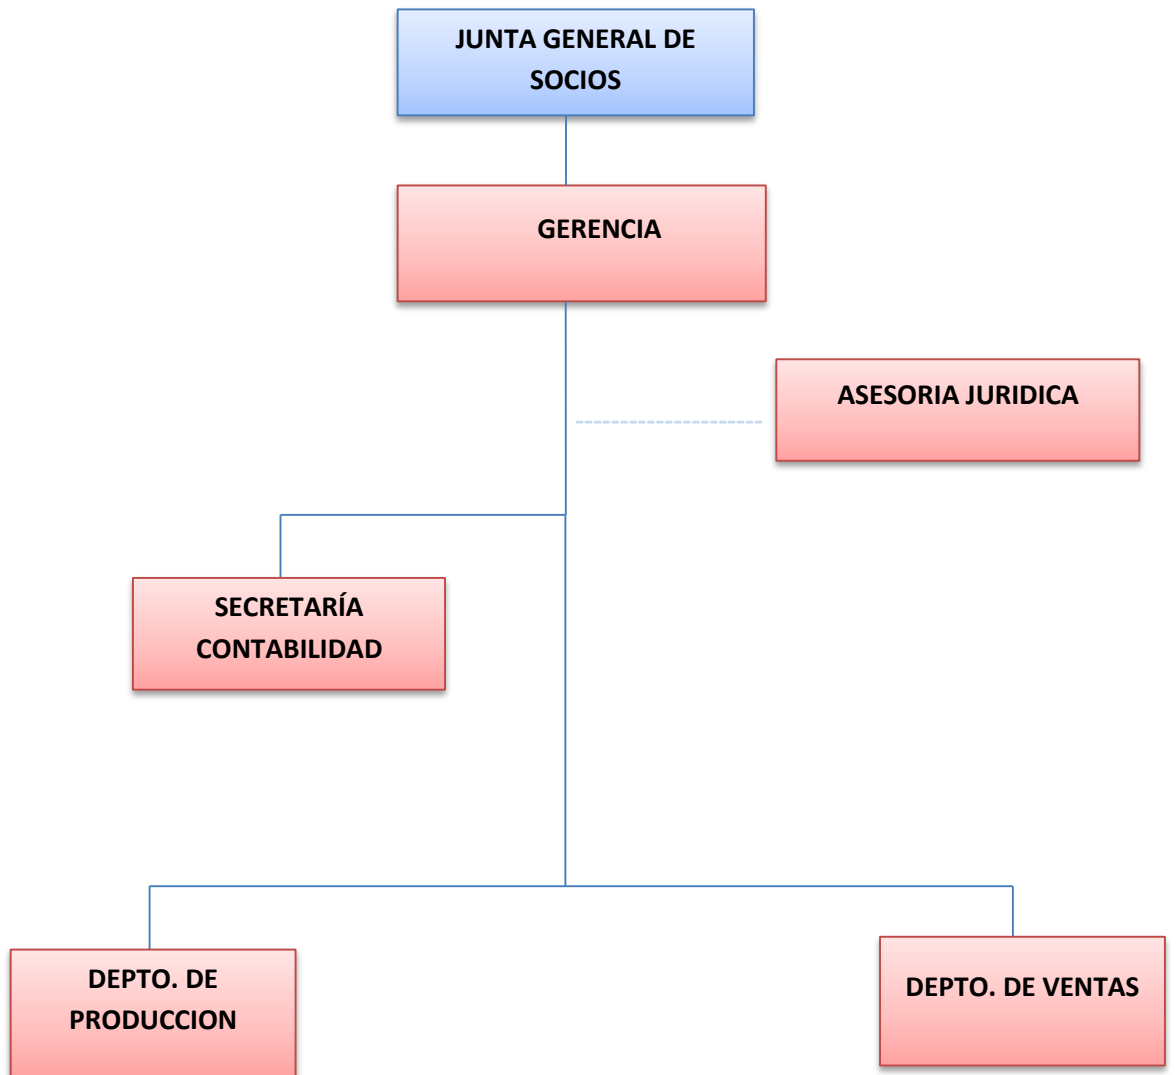 JUNTA GENERAL DE
SOCIOS
GERENCIA
ASESORIA JURIDICA
SECRETARÍA
CONTABILIDAD
DEPTO. DE
PRODUCCION
DEPTO. DE VENTAS